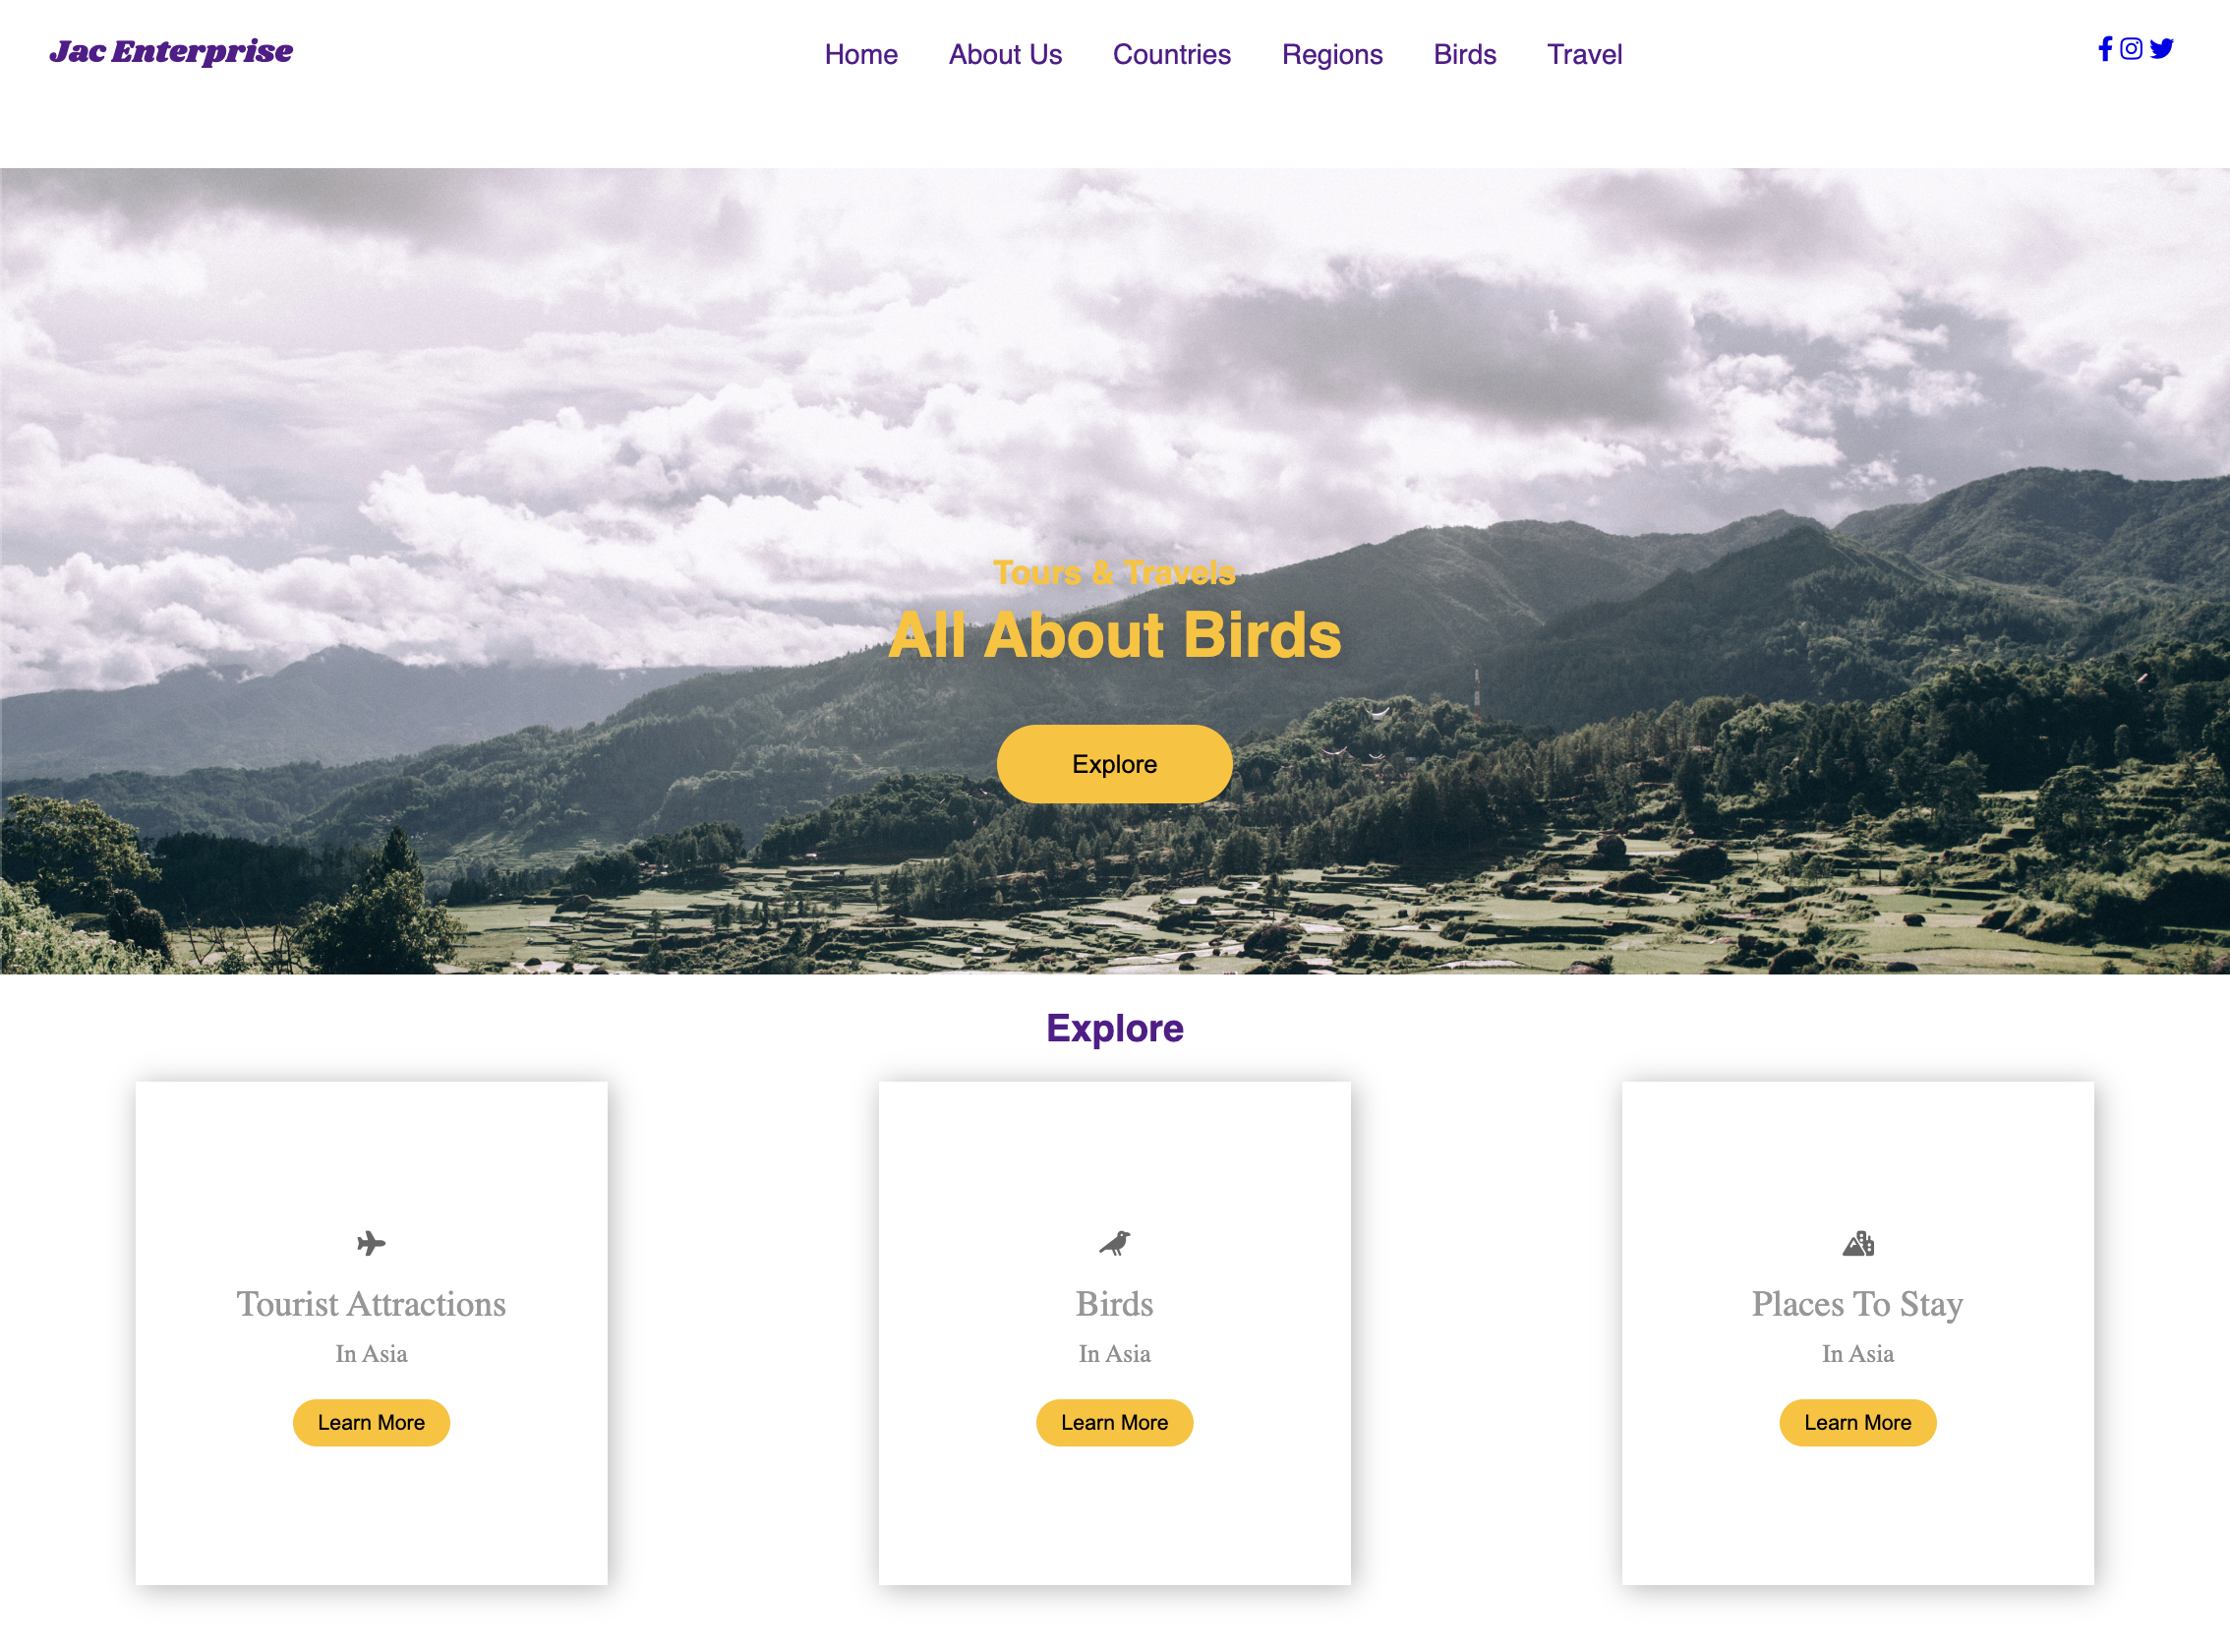 Jac Enterprise
Home About Us Countries Regions Birds Travel
Tours & Travels
All About Birds
Explore
Explore
Tourist Attractions
In Asia
Learn More
Birds
In Asia
Learn More
Places To Stay
In Asia
Learn More